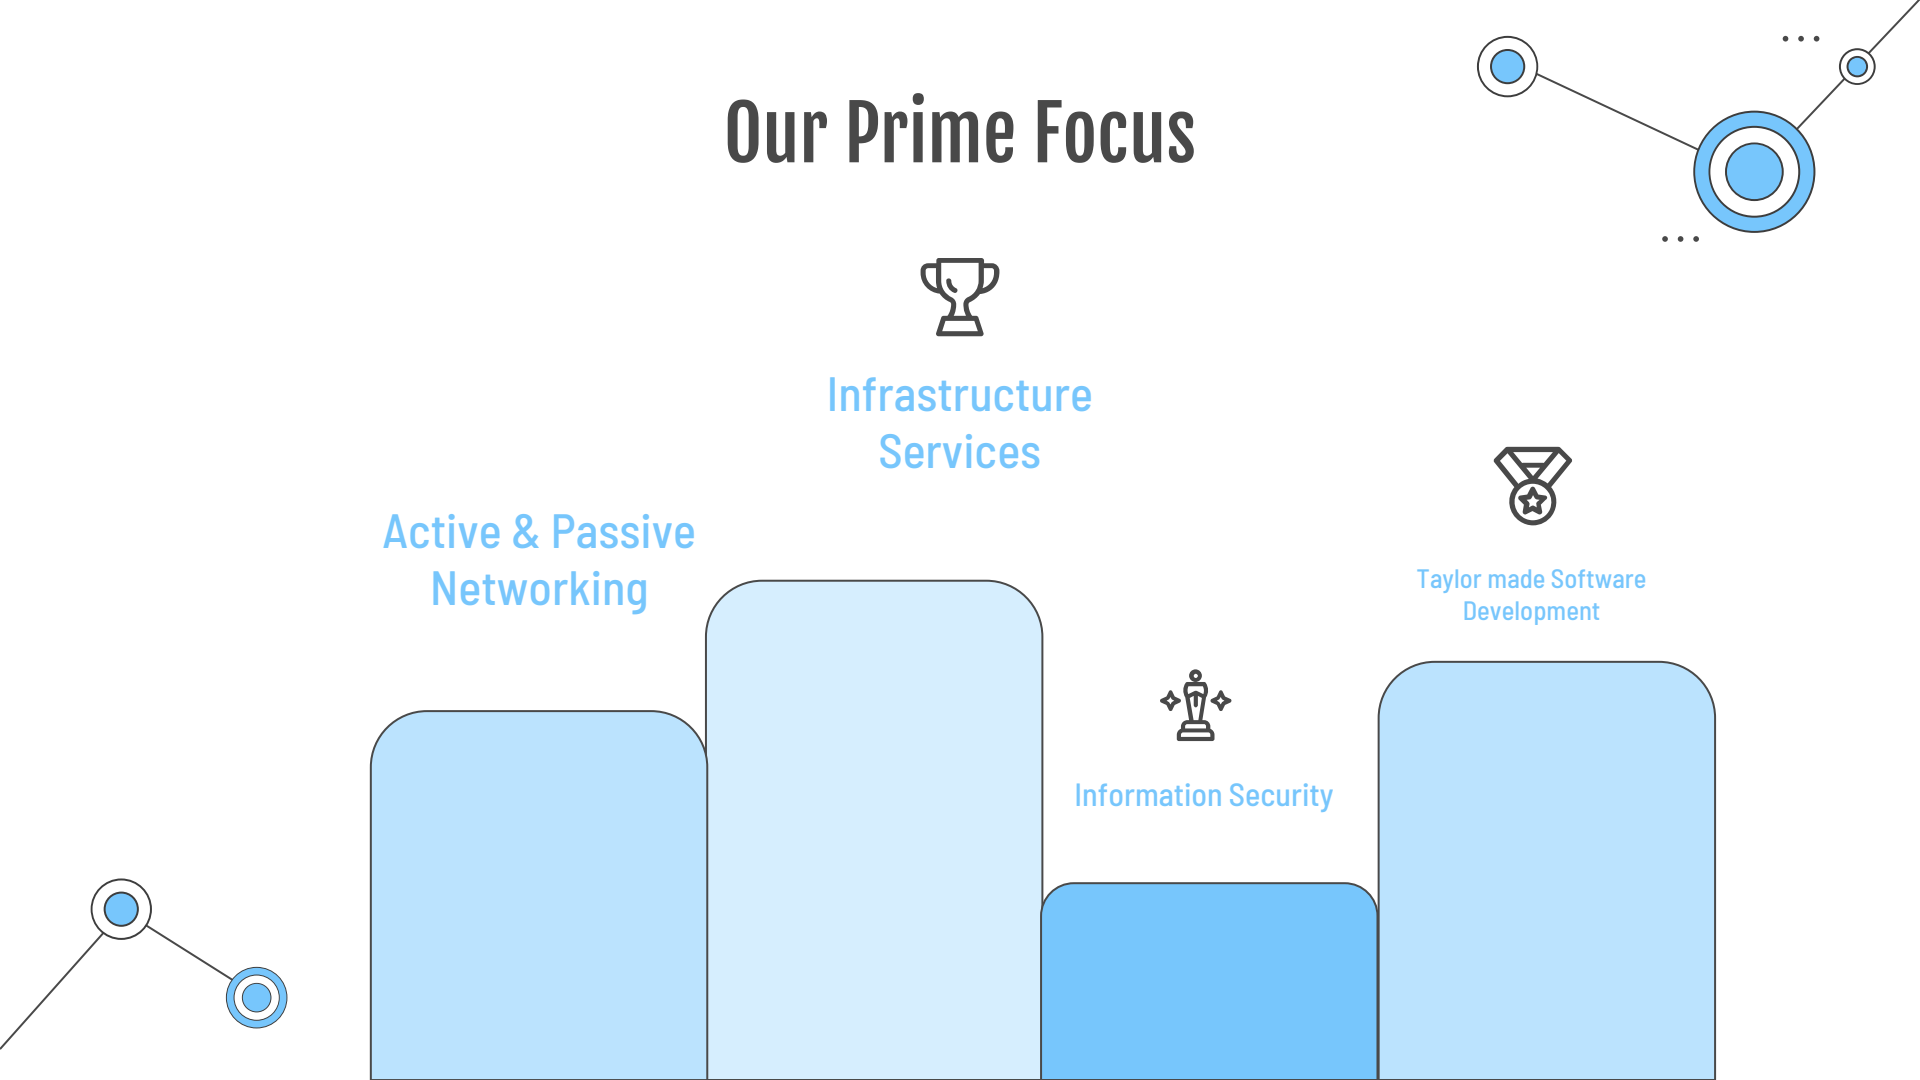 Our Prime Focus
Infrastructure
Services
Active & Passive
Networking
Taylor made Software
Development
Information Security